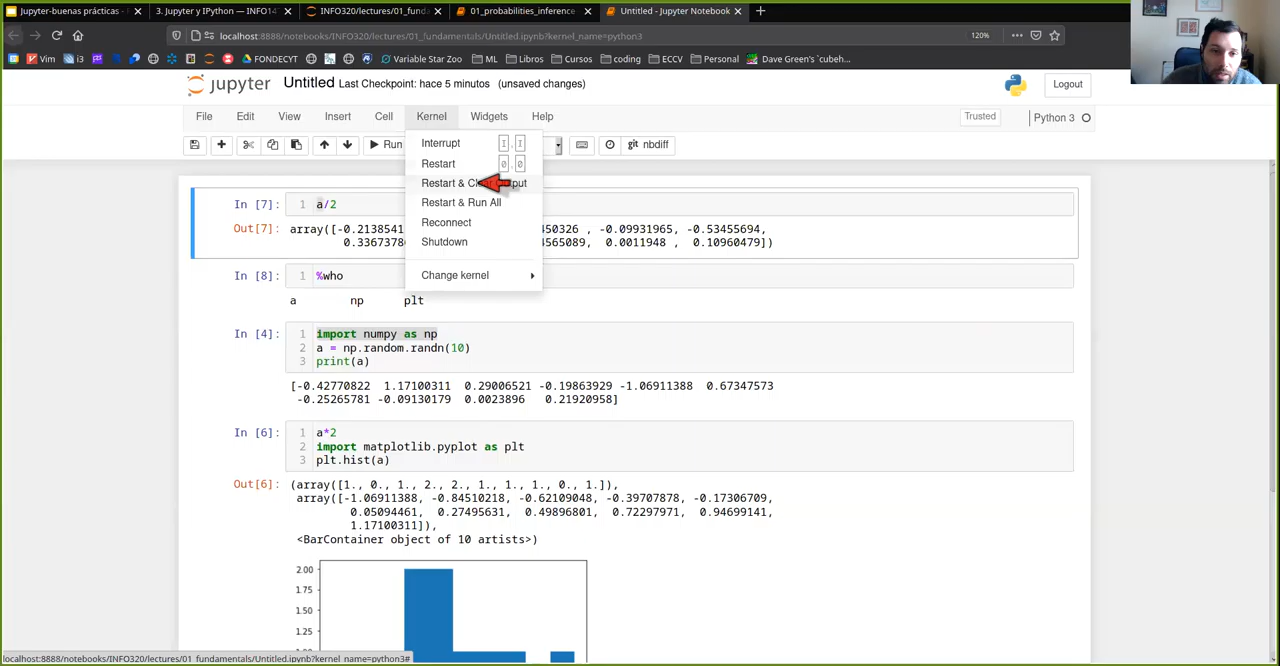 Jupyter-buenas prácticas - F
3. Jupyter y IPython — INFO14
INFO320/lectures/01_funda
01_probabilities_inference
Untitled - Jupyter Notebook
localhost:8888/notebooks/INFO320/lectures/01_fundamentals/Untitled.ipynb?kernel_name=python3
120%
Vim
i3
FONDECYT
Variable Star Zoo
ML
Libros
Cursos
coding
ECCV
Personal
Dave Green's `cubeh…
jupyter
Untitled Last Checkpoint: hace 5 minutos (unsaved changes)
Logout
File Edit View Insert Cell Kernel Widgets Help
Trusted
Python 3
Run
git nbdiff
Interrupt I,I
Restart 0,0
Restart & Cl utput
Restart & Run All
Reconnect
Shutdown
Change kernel
In [7]: 1 a/2
Out[7]: array([-0.2138541 450326 , -0.09931965, -0.53455694,
0.3367378 4565089, 0.0011948 , 0.10960479])
In [8]: 1 %who
a np plt
In [4]: 1 import numpy as np
2 a = np.random.randn(10)
3 print(a)
[-0.42770822 1.17100311 0.29006521 -0.19863929 -1.06911388 0.67347573
-0.25265781 -0.09130179 0.0023896 0.21920958]
In [6]: 1 a*2
2 import matplotlib.pyplot as plt
3 plt.hist(a)
Out[6]: (array([1., 0., 1., 2., 2., 1., 1., 1., 0., 1.]),
array([-1.06911388, -0.84510218, -0.62109048, -0.39707878, -0.17306709,
0.05094461, 0.27495631, 0.49896801, 0.72297971, 0.94699141,
1.17100311]),
<BarContainer object of 10 artists>)
2.00
1.75
1.50
1.25
localhost:8888/notebooks/INFO320/lectures/01_fundamentals/Untitled.ipynb?kernel_name=python3#